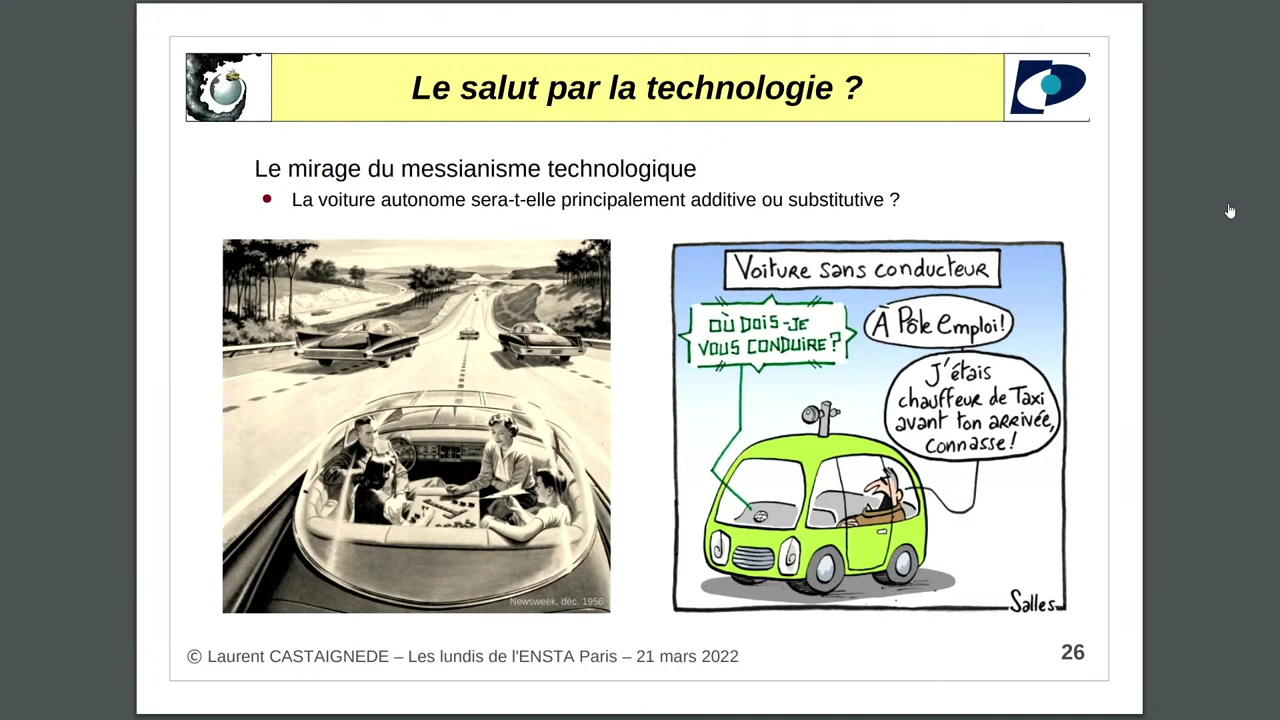 Le salut par la technologie ?
Le mirage du messianisme technologique
La voiture autonome sera-t-elle principalement additive ou substitutive ?
Newsweek, déc. 1956
Voiture sans conducteur
OÙ DOIS-JE
VOUS CONDUIRE ?
À Pôle Emploi !
J'étais
chauffeur de Taxi
avant ton arrivée,
connasse !
Salles
© Laurent CASTAIGNEDE – Les lundis de l'ENSTA Paris – 21 mars 2022
26